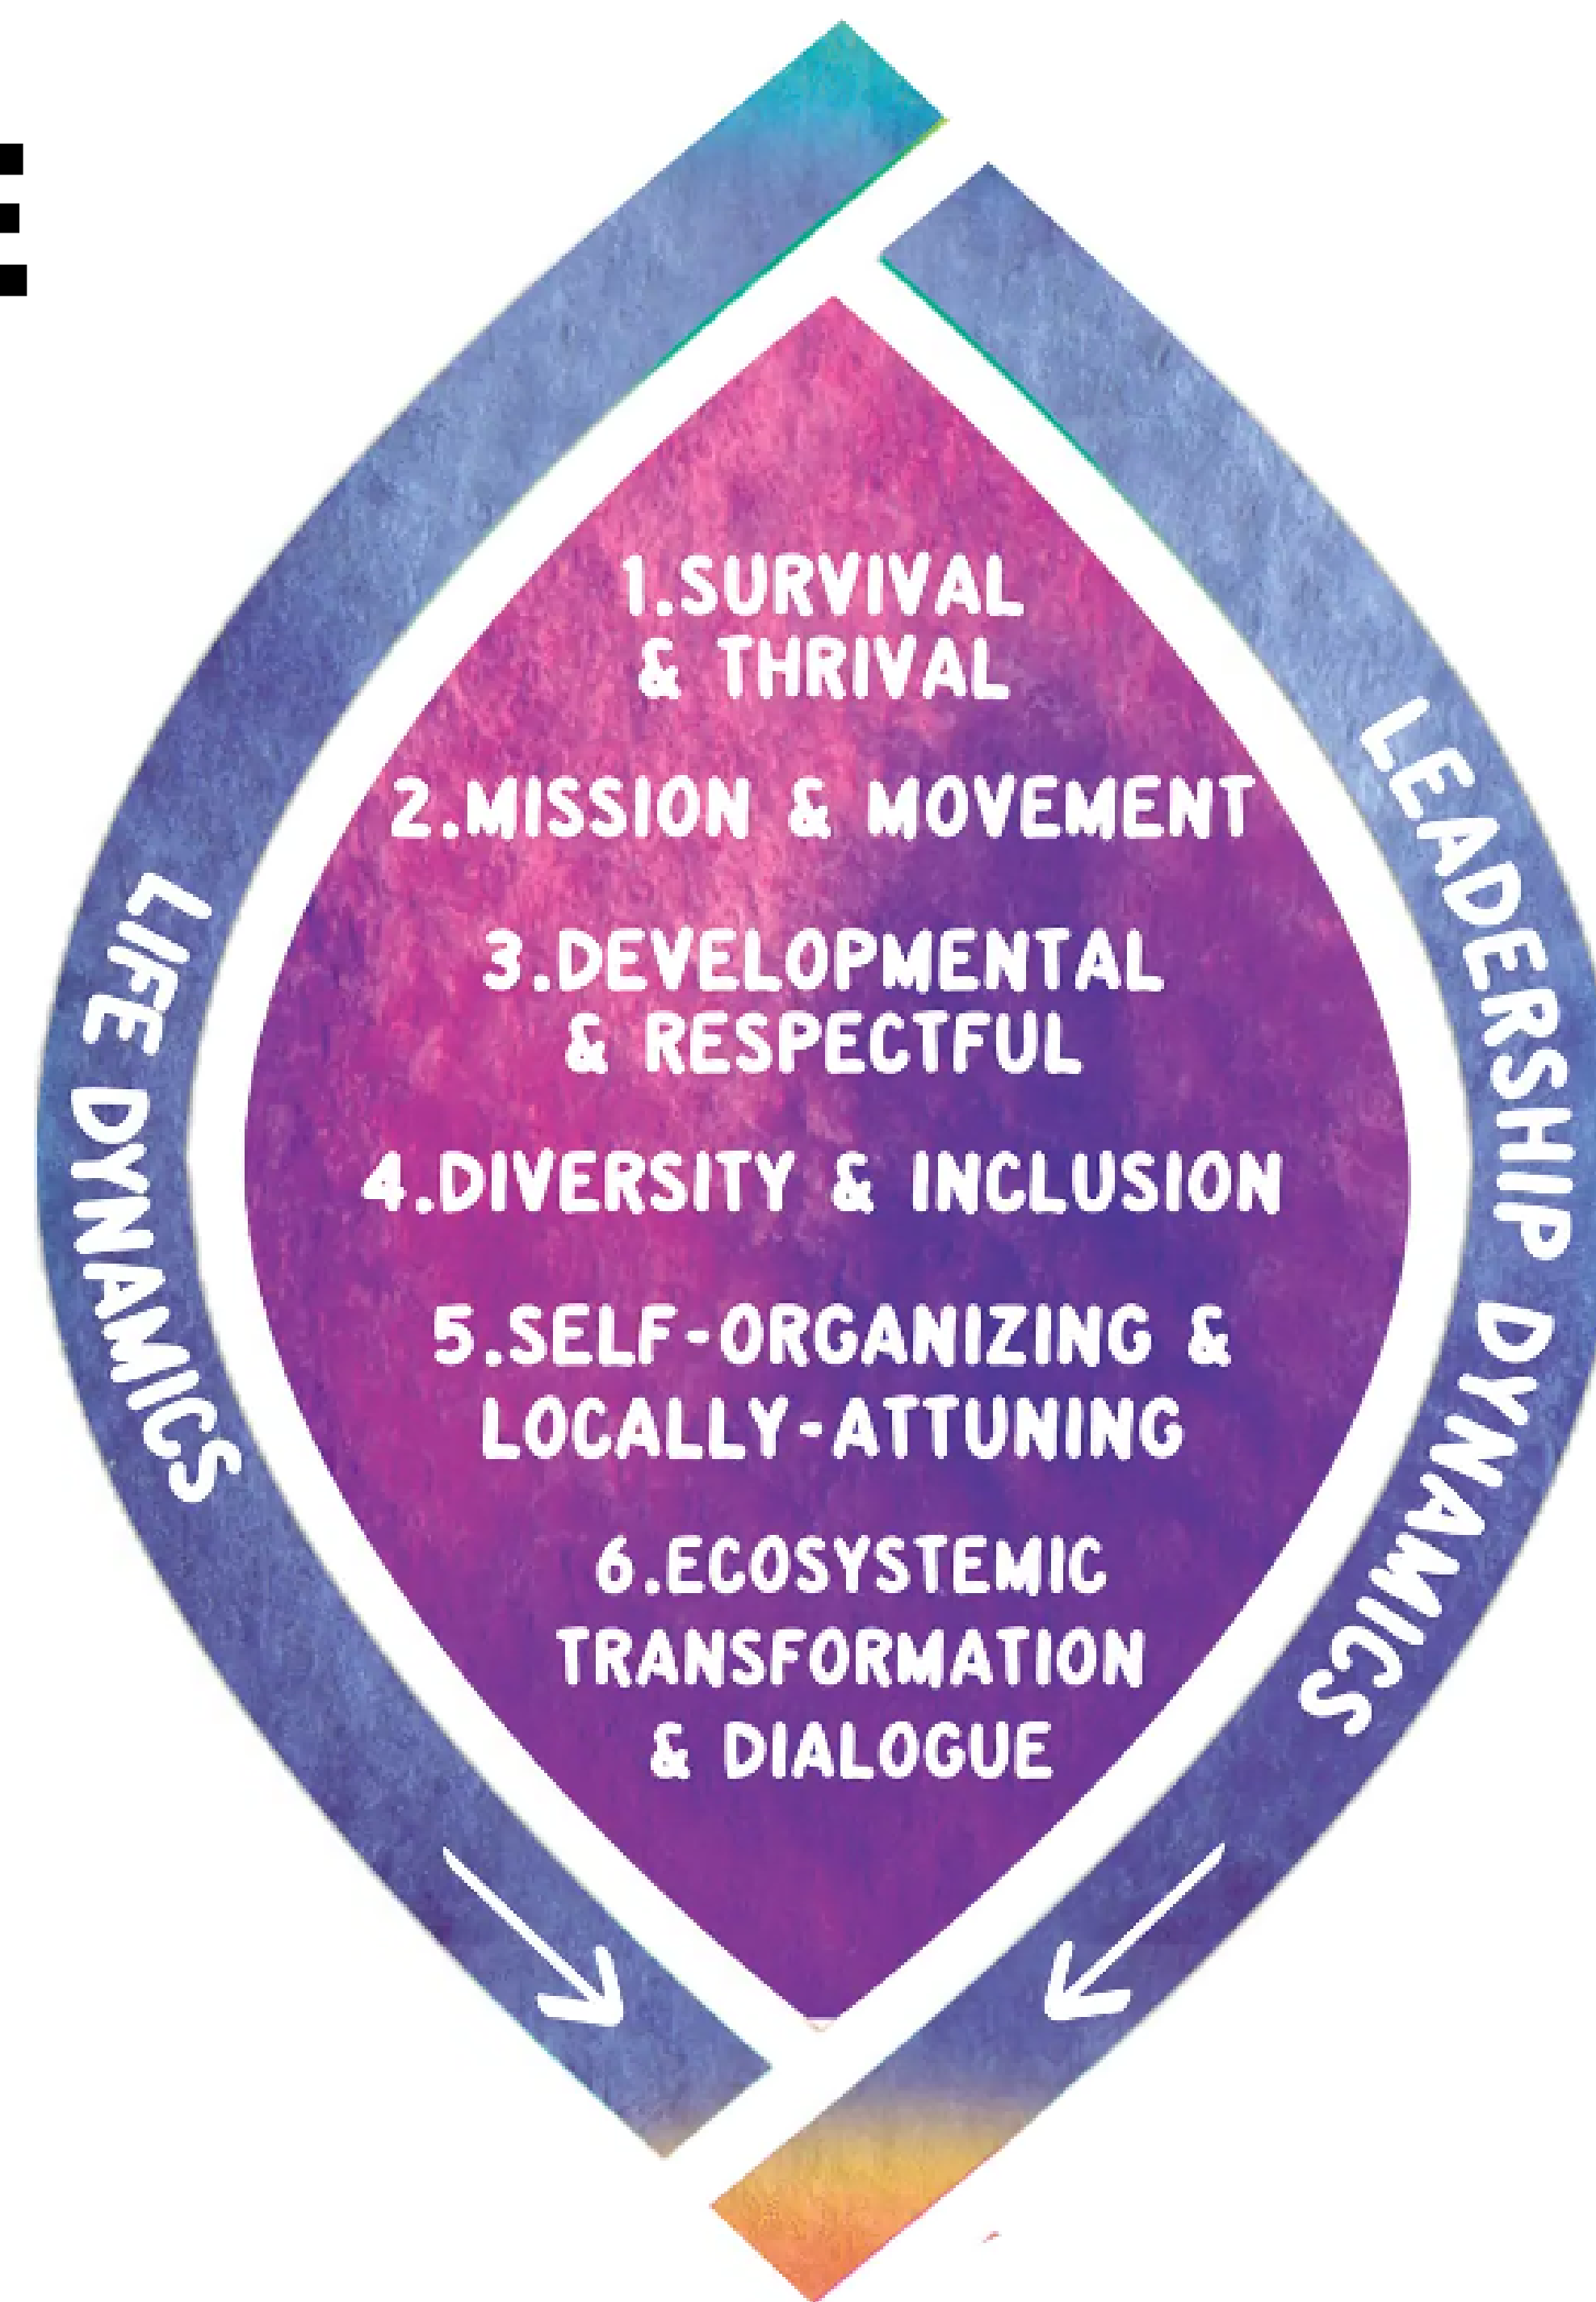 1.SURVIVAL
& THRIVAL
2.MISSION & MOVEMENT
3.DEVELOPMENTAL
& RESPECTFUL
4.DIVERSITY & INCLUSION
5.SELF-ORGANIZING &
LOCALLY-ATTUNING
6.ECOSYSTEMIC
TRANSFORMATION
& DIALOGUE
LIFE DYNAMICS
LEADERSHIP DYNAMICS